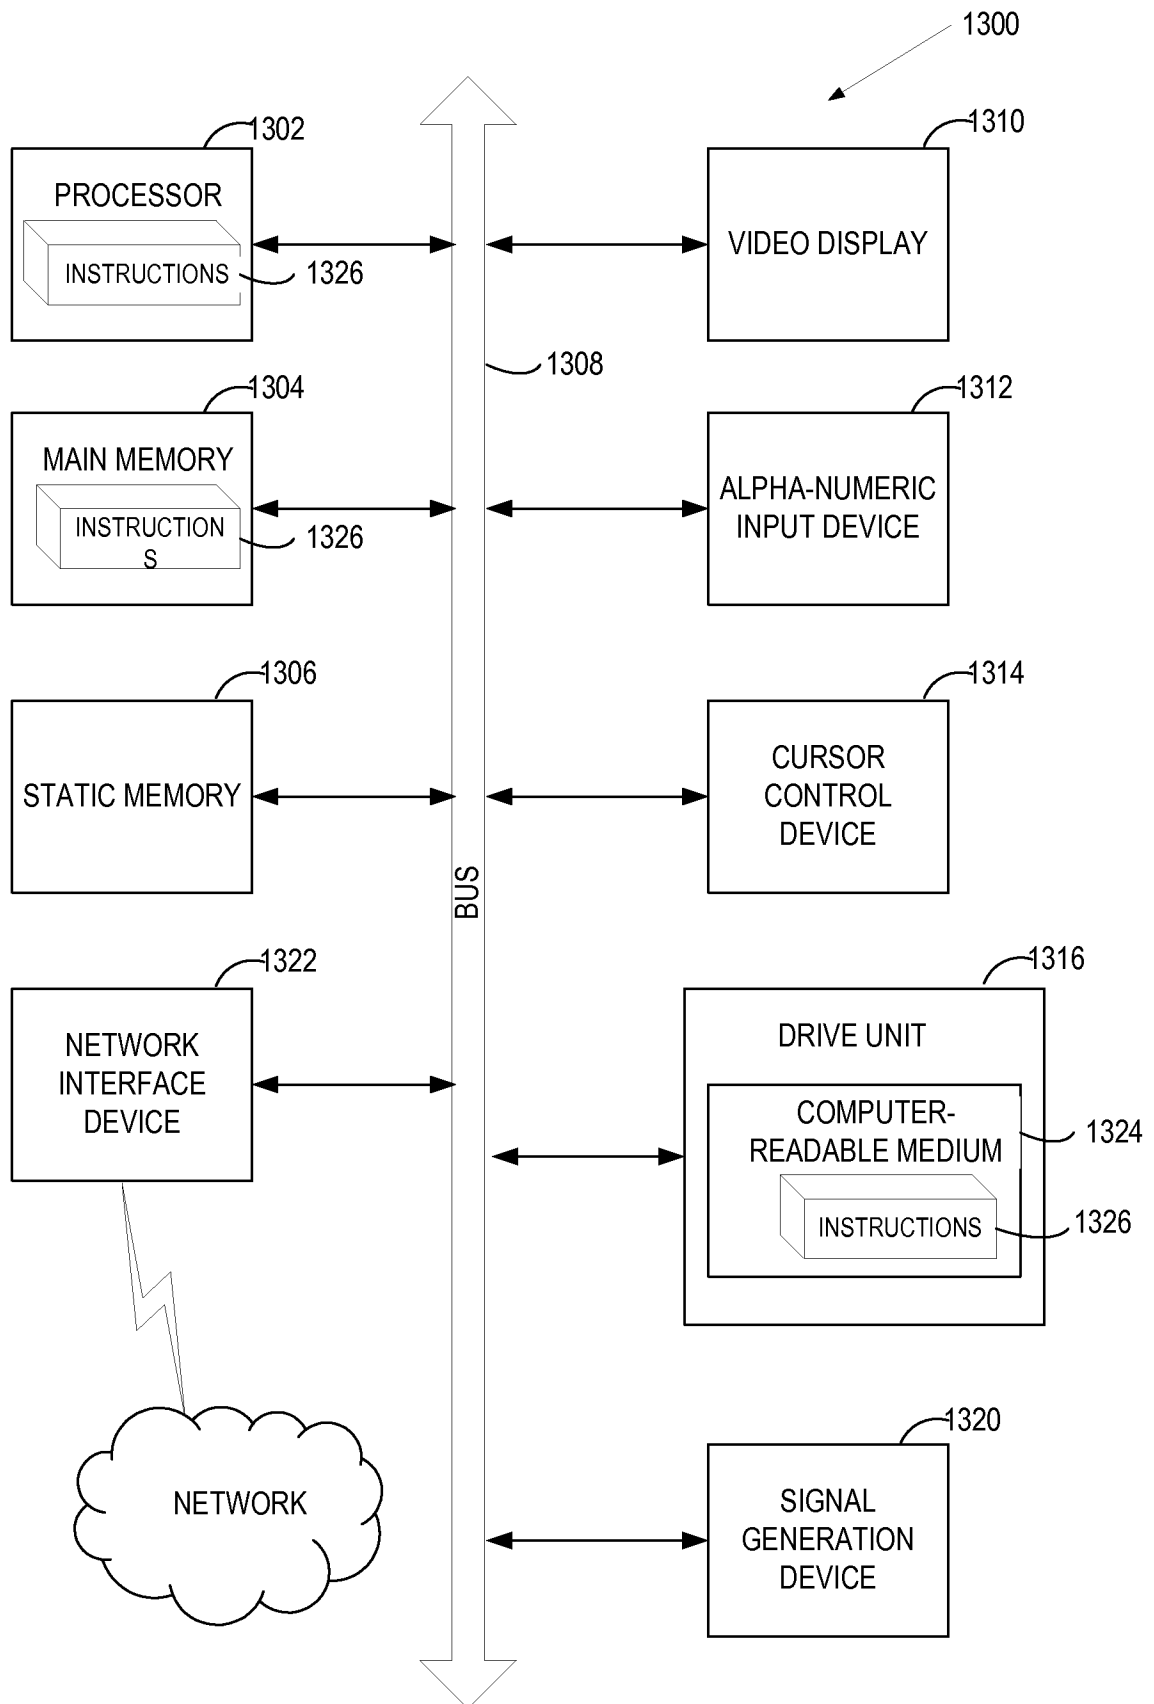 1300
1302
PROCESSOR
INSTRUCTIONS
1326
1310
VIDEO DISPLAY
1308
1304
MAIN MEMORY
INSTRUCTION
S
1326
1312
ALPHA-NUMERIC
INPUT DEVICE
1306
STATIC MEMORY
1314
CURSOR
CONTROL
DEVICE
BUS
1322
NETWORK
INTERFACE
DEVICE
1316
DRIVE UNIT
COMPUTER-
READABLE MEDIUM
1324
INSTRUCTIONS
1326
NETWORK
1320
SIGNAL
GENERATION
DEVICE